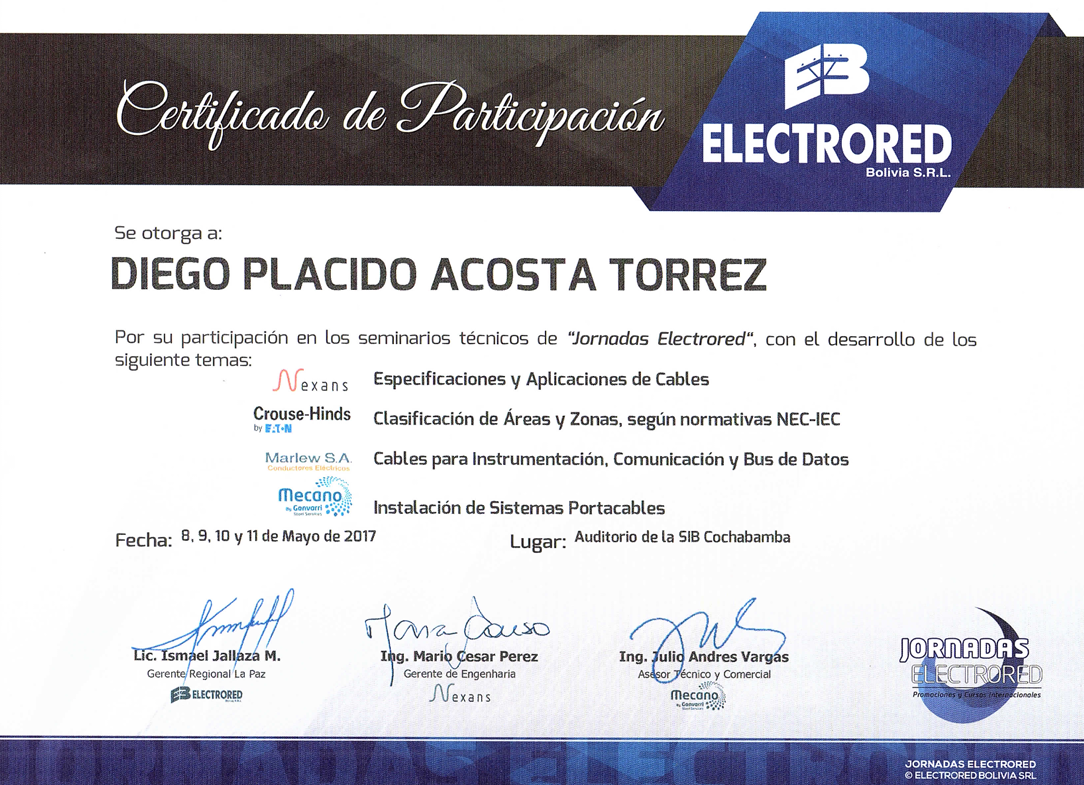 Certificado de Participación
EB
ELECTRORED
Bolivia S.R.L.
Se otorga a:
DIEGO PLACIDO ACOSTA TORREZ
Por su participación en los seminarios técnicos de "Jornadas Electrored", con el desarrollo de los
siguiente temas:
Nexans Especificaciones y Aplicaciones de Cables
Crouse-Hinds
by EATON
Clasificación de Áreas y Zonas, según normativas NEC-IEC
Marlew S.A.
Conductores Eléctricos
Cables para Instrumentación, Comunicación y Bus de Datos
Mecano
By Gonvarri
Steel Services
Instalación de Sistemas Portacables
Fecha: 8, 9, 10 y 11 de Mayo de 2017
Lugar: Auditorio de la SIB Cochabamba
Lic. Ismael Jallaza M.
Gerente Regional La Paz
EB ELECTRORED
Ing. Mario Cesar Perez
Gerente de Engenharia
Nexans
Ing. Julio Andres Vargas
Asesor Técnico y Comercial
Mecano
By Gonvarri
Steel Services
JORNADAS
ELECTRORED
Promociones y Cursos Internacionales
JORNADAS ELECTRORED
JORNADAS ELECTRORED
© ELECTRORED BOLIVIA SRL